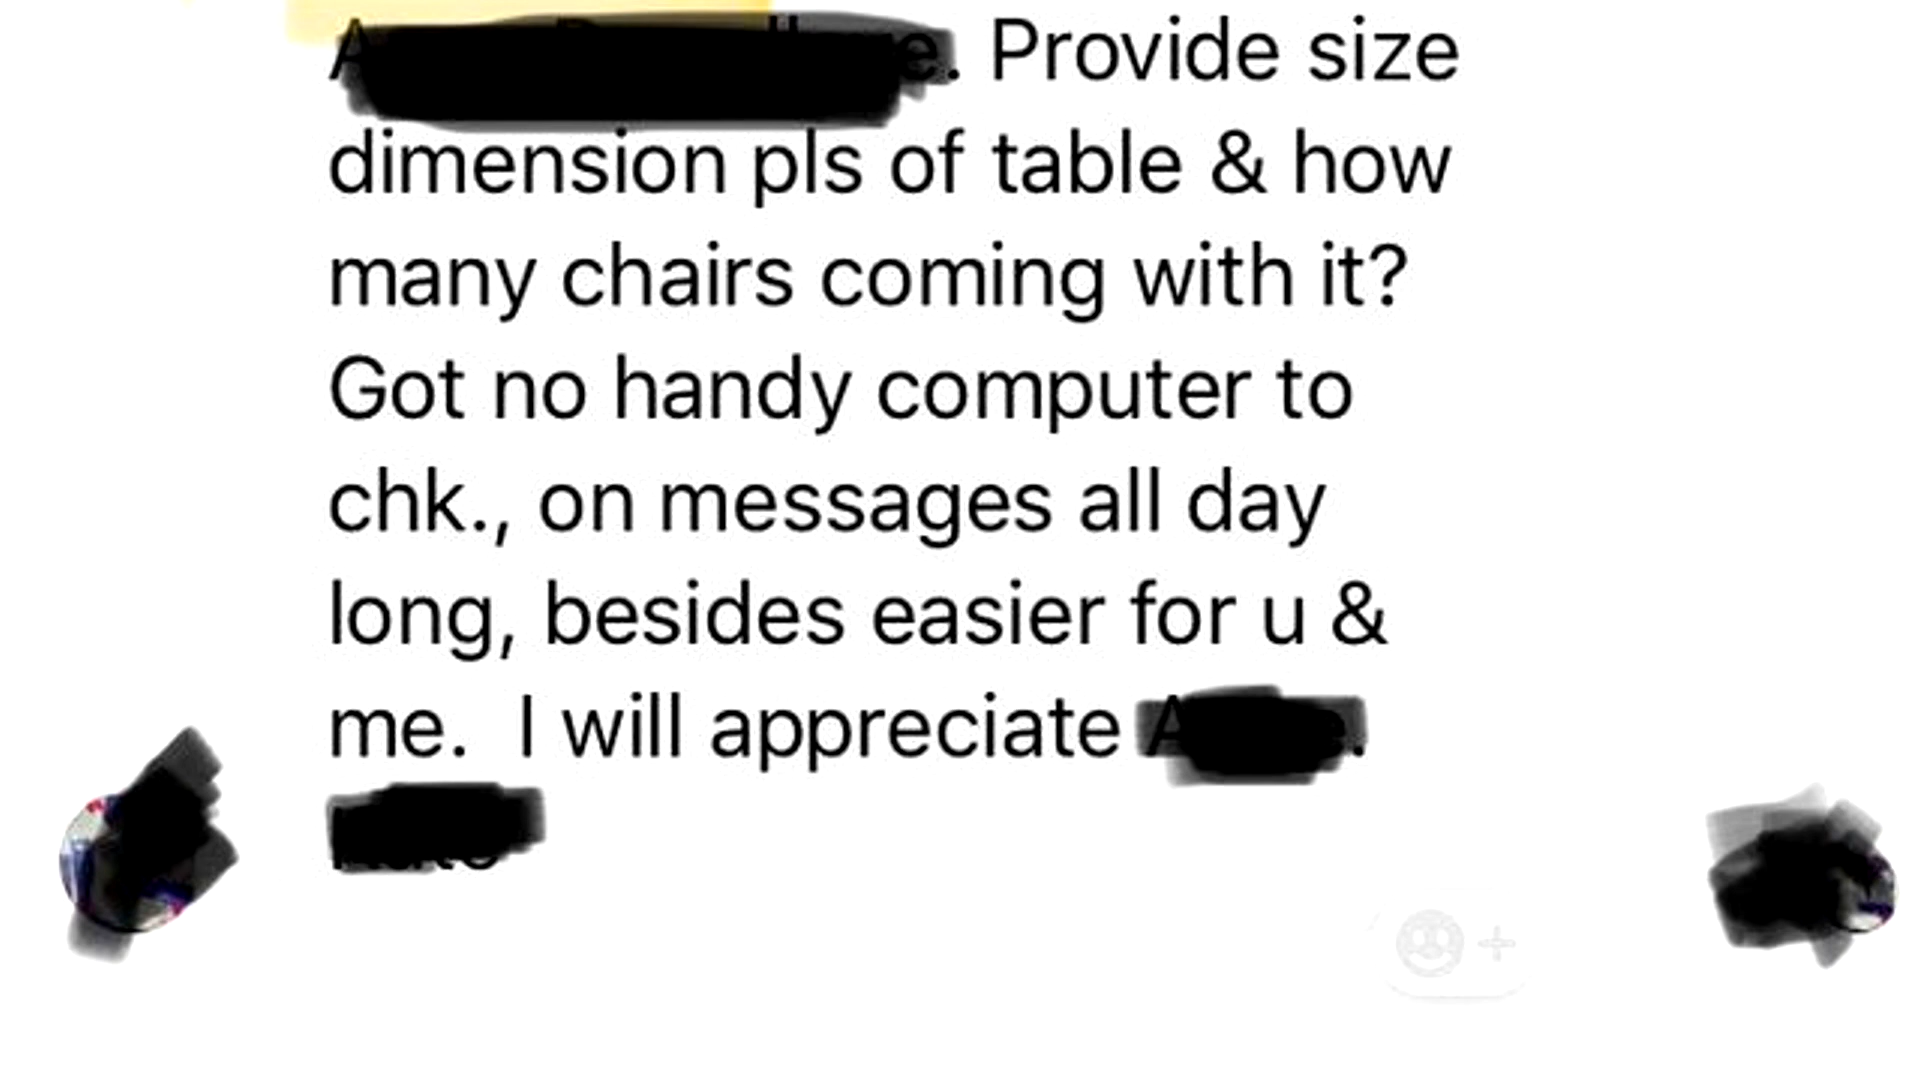 . Provide size
dimension pls of table & how
many chairs coming with it?
Got no handy computer to
chk., on messages all day
long, besides easier for u &
me.  I will appreciate